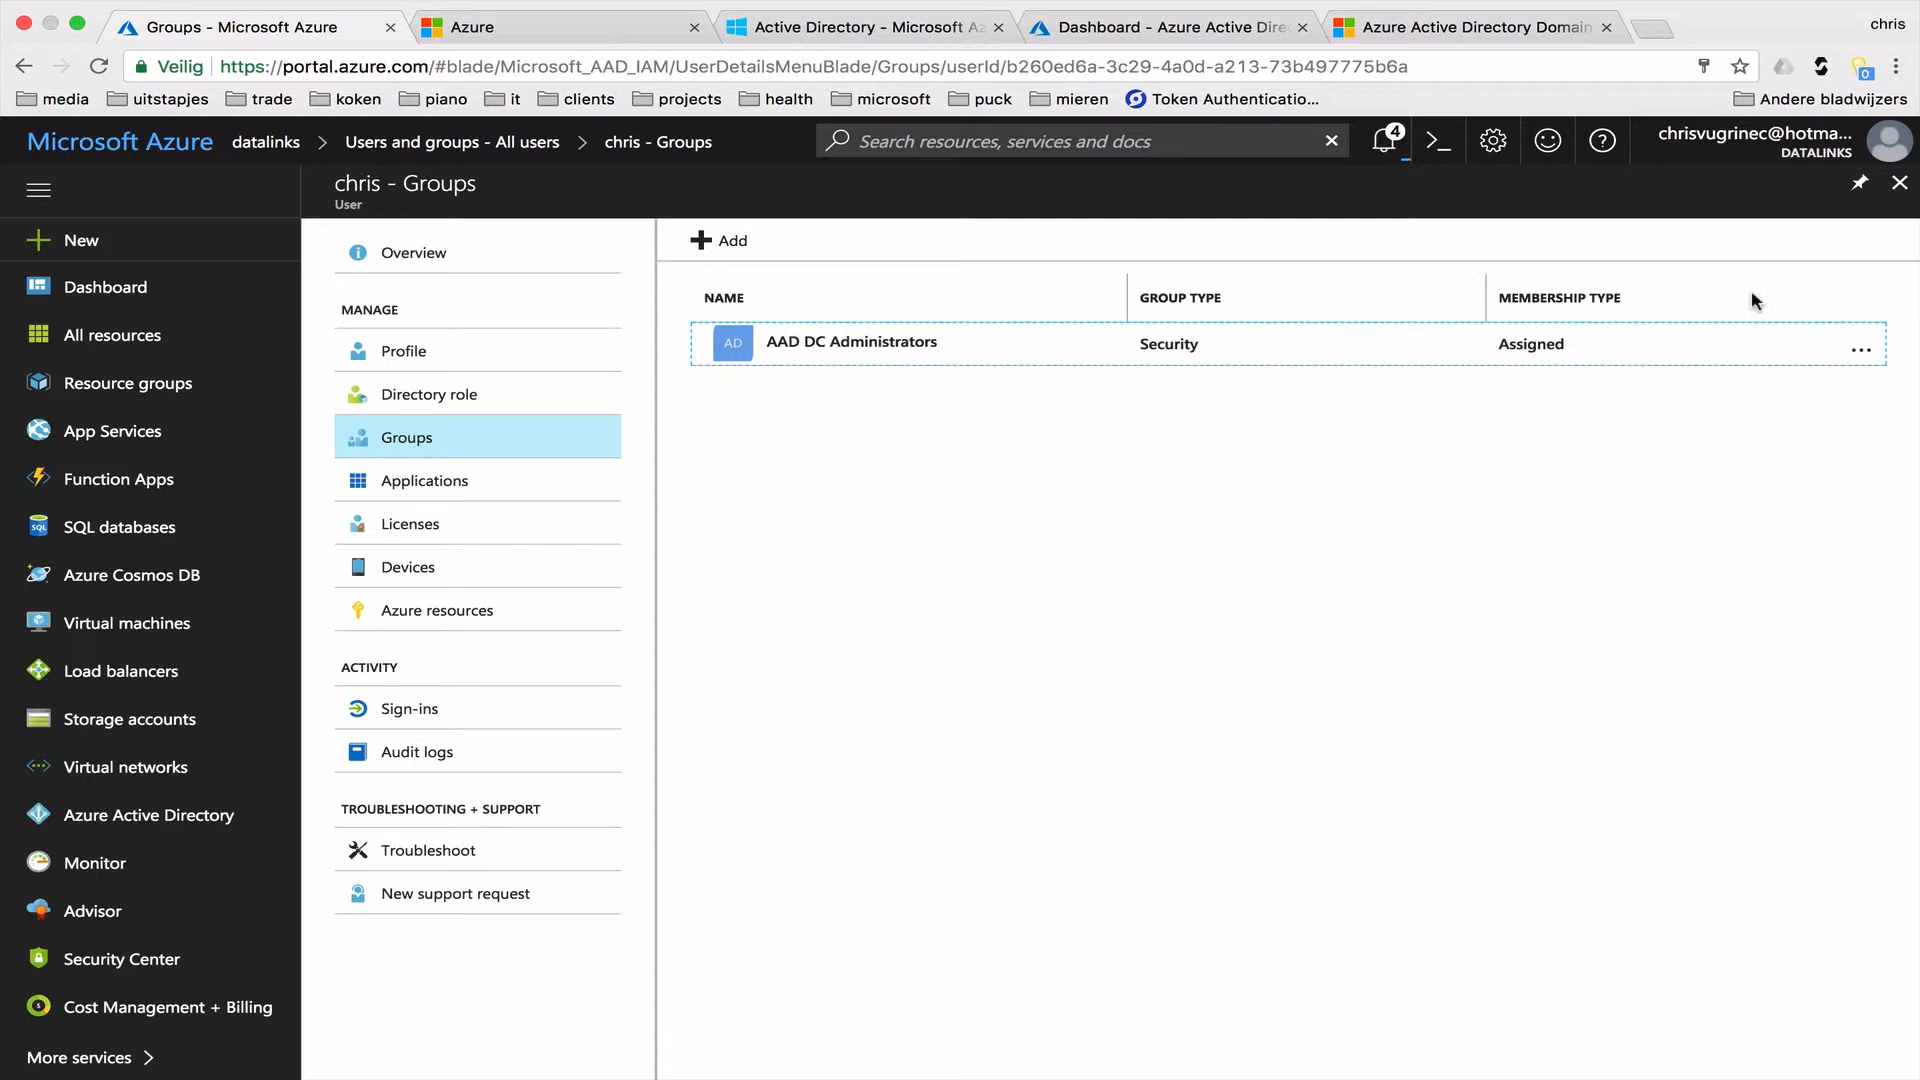 Groups - Microsoft Azure
Azure
Active Directory - Microsoft Az
Dashboard - Azure Active Dire
Azure Active Directory Domain
chris
Veilig https://portal.azure.com/#blade/Microsoft_AAD_IAM/UserDetailsMenuBlade/Groups/userId/b260ed6a-3c29-4a0d-a213-73b497775b6a
0
media uitstapjes trade koken piano it clients projects health microsoft puck mieren Token Authenticatio... Andere bladwijzers
Microsoft Azure datalinks > Users and groups - All users > chris - Groups
Search resources, services and docs
4
chrisvugrinec@hotma...
DATALINKS
chris - Groups
User
New
Dashboard
All resources
Resource groups
App Services
Function Apps
SQL databases
Azure Cosmos DB
Virtual machines
Load balancers
Storage accounts
Virtual networks
Azure Active Directory
Monitor
Advisor
Security Center
Cost Management + Billing
More services >
Overview
MANAGE
Profile
Directory role
Groups
Applications
Licenses
Devices
Azure resources
ACTIVITY
Sign-ins
Audit logs
TROUBLESHOOTING + SUPPORT
Troubleshoot
New support request
Add
NAME GROUP TYPE MEMBERSHIP TYPE
AD AAD DC Administrators Security Assigned ...